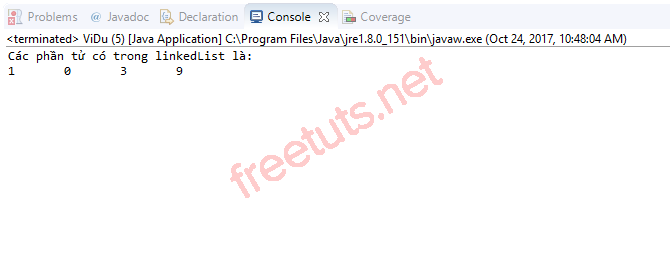 Problems @ Javadoc Declaration Console Coverage
<terminated> ViDu (5) [Java Application] C:\Program Files\Java\jre1.8.0_151\bin\javaw.exe (Oct 24, 2017, 10:48:04 AM)
Các phần tử có trong linkedList là:
1 0 3 9
freetuts.net